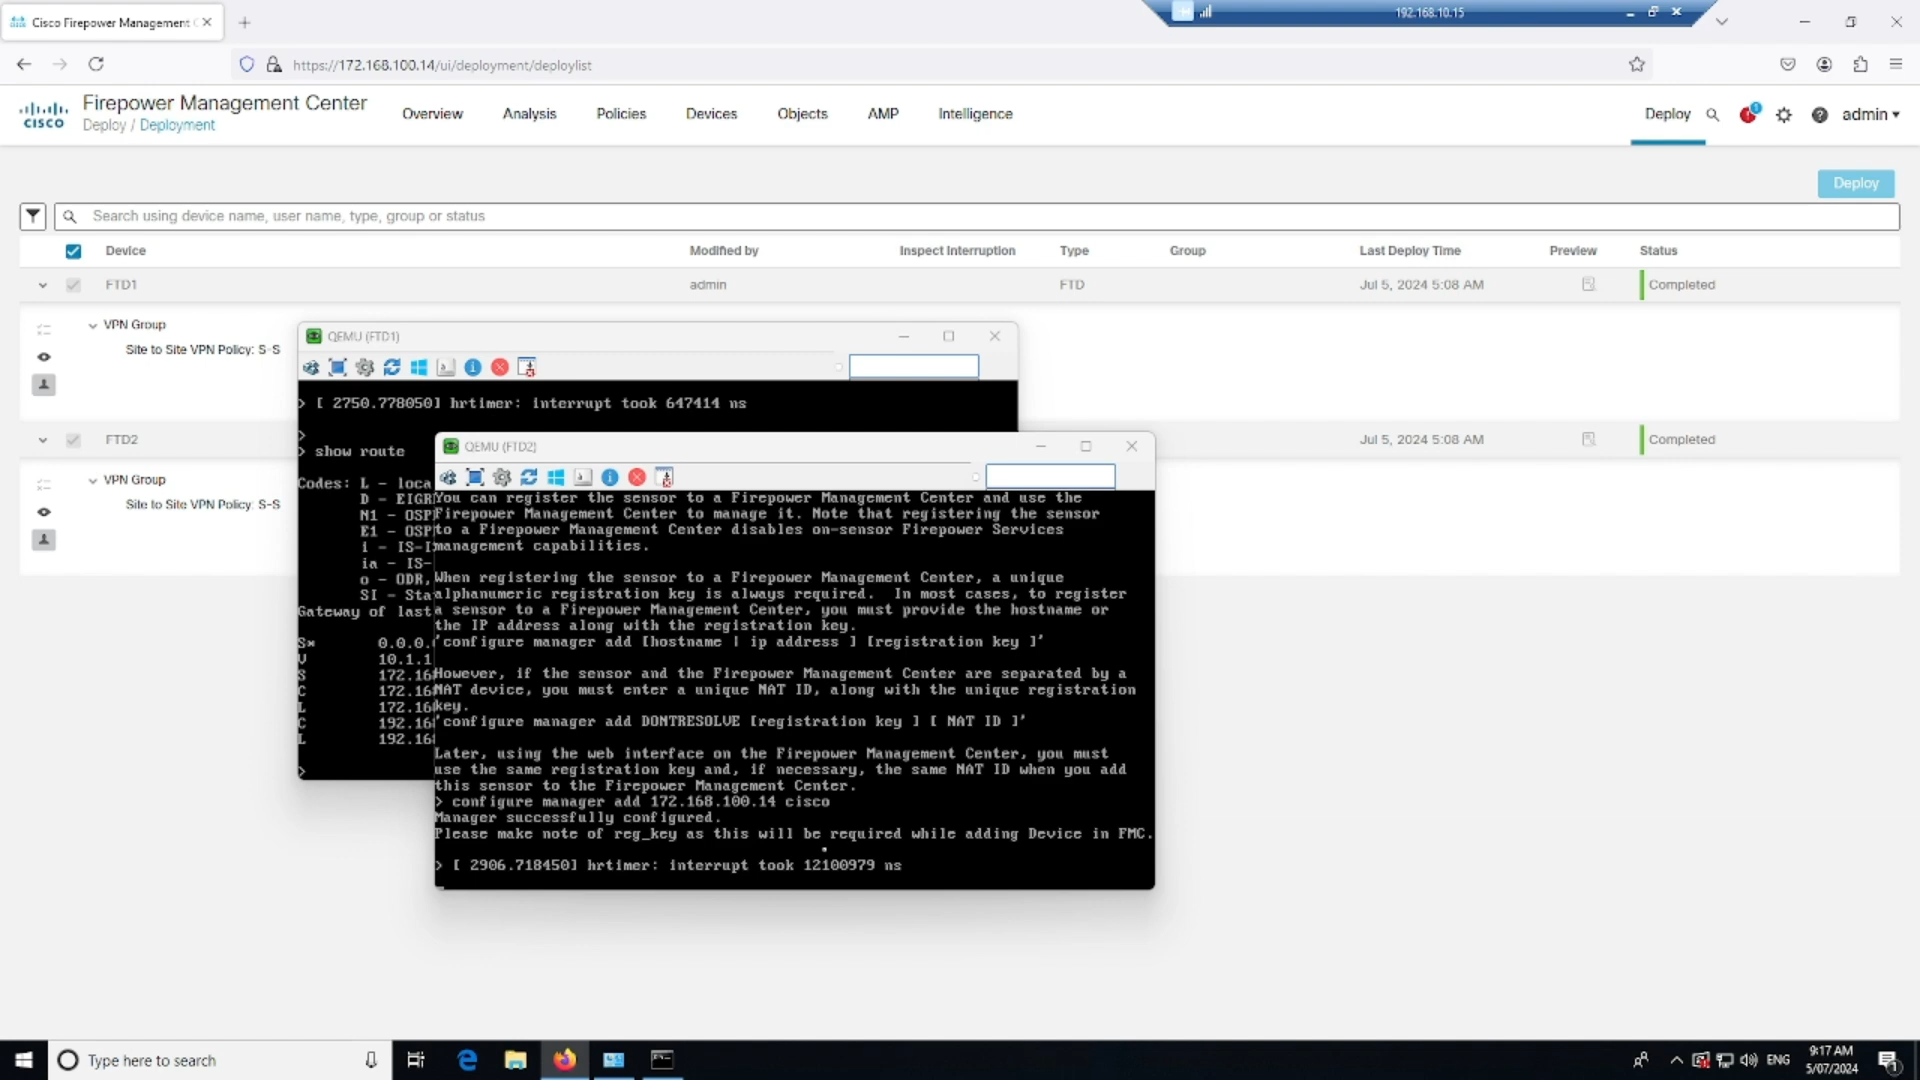 Cisco Firepower Management C
192.168.10.15
https://172.168.100.14/ui/deployment/deploylist
CISCO
Firepower Management Center
Deploy / Deployment
Overview
Analysis
Policies
Devices
Objects
AMP
Intelligence
Deploy
1
admin
Deploy
Search using device name, user name, type, group or status
Device
Modified by
Inspect Interruption
Type
Group
Last Deploy Time
Preview
Status
FTD1
admin
FTD
Jul 5, 2024 5:08 AM
Completed
VPN Group
Site to Site VPN Policy: S-S
FTD2
Jul 5, 2024 5:08 AM
Completed
VPN Group
Site to Site VPN Policy: S-S
QEMU (FTD1)
> [ 2750.778050] hrtimer: interrupt took 647414 ns
>
> show route
Codes: L - loca
D - EIGR
N1 - OSP
E1 - OSP
i - IS-I
ia - IS-
o - ODR,
SI - Sta
Gateway of last
S* 0.0.0.
V 10.1.1
S 172.16
C 172.16
L 172.16
C 192.16
L 192.16
>
QEMU (FTD2)
You can register the sensor to a Firepower Management Center and use the
Firepower Management Center to manage it. Note that registering the sensor
to a Firepower Management Center disables on-sensor Firepower Services
management capabilities.
When registering the sensor to a Firepower Management Center, a unique
alphanumeric registration key is always required. In most cases, to register
a sensor to a Firepower Management Center, you must provide the hostname or
the IP address along with the registration key.
'configure manager add [hostname | ip address ] [registration key ]'
However, if the sensor and the Firepower Management Center are separated by a
NAT device, you must enter a unique NAT ID, along with the unique registration
key.
'configure manager add DONTRESOLVE [registration key ] [ NAT ID ]'
Later, using the web interface on the Firepower Management Center, you must
use the same registration key and, if necessary, the same NAT ID when you add
this sensor to the Firepower Management Center.
> configure manager add 172.168.100.14 cisco
Manager successfully configured.
Please make note of reg_key as this will be required while adding Device in FMC.
> [ 2906.718450] hrtimer: interrupt took 12100979 ns
Type here to search
ENG
9:17 AM
5/07/2024
1